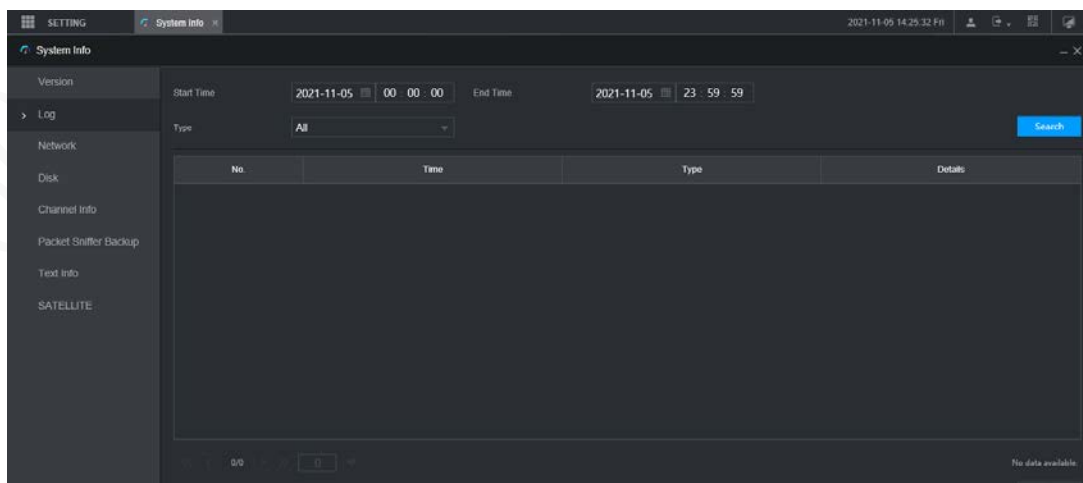 SETTING System Info × 2021-11-05 14:25:32 Fri
System Info
Version
Log
Network
Disk
Channel Info
Packet Sniffer Backup
Text Info
SATELLITE
Start Time 2021-11-05 00 : 00 : 00 End Time 2021-11-05 23 : 59 : 59
Type All
Search
No. Time Type Details
0/0 0 No data available.